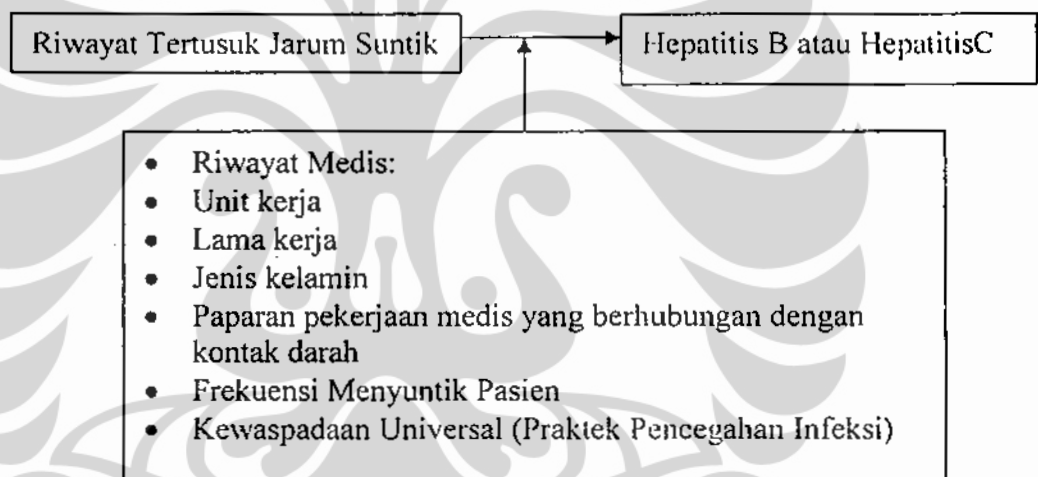 Riwayat Tertusuk Jarum Suntik
Hepatitis B atau HepatitisC
• Riwayat Medis:
• Unit kerja
• Lama kerja
• Jenis kelamin
• Paparan pekerjaan medis yang berhubungan dengan
kontak darah
• Frekuensi Menyuntik Pasien
• Kewaspadaan Universal (Praktek Pencegahan Infeksi)